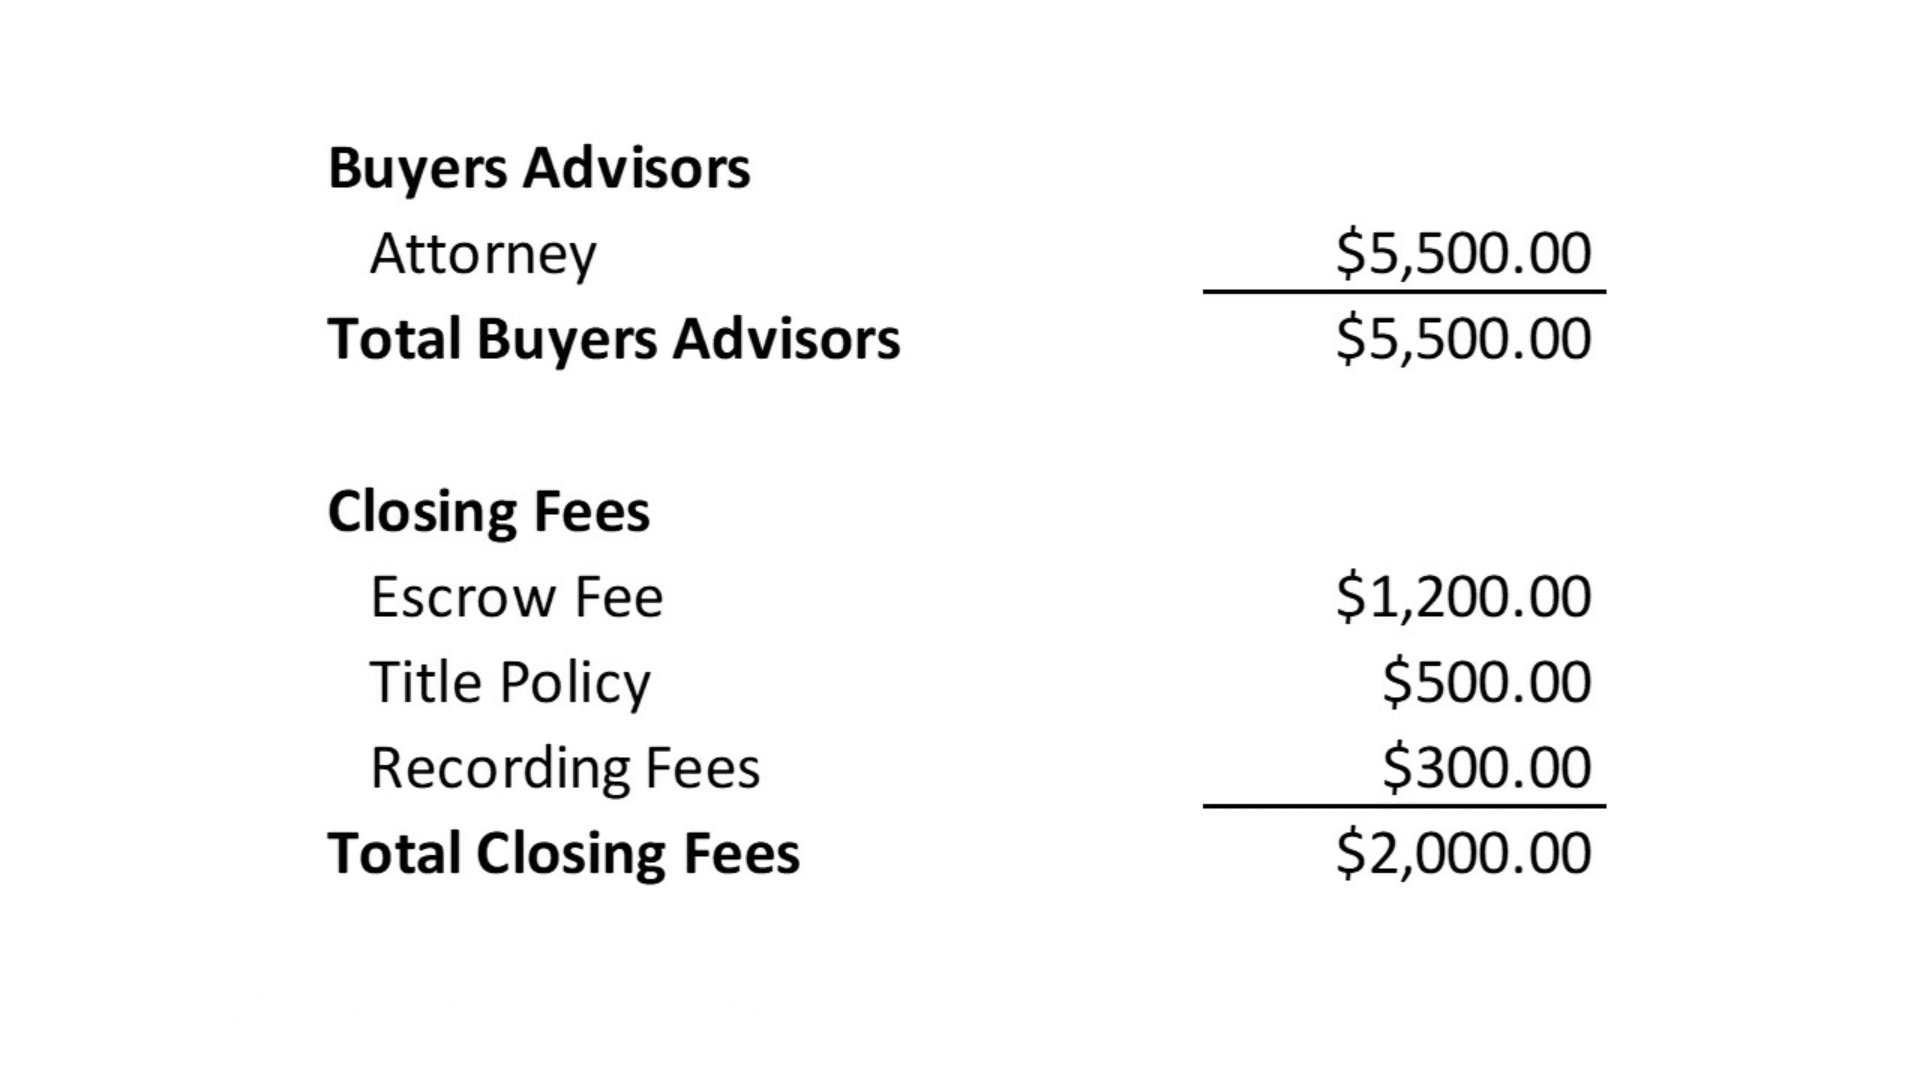 Buyers Advisors
Attorney $5,500.00
Total Buyers Advisors $5,500.00
Closing Fees
Escrow Fee $1,200.00
Title Policy $500.00
Recording Fees $300.00
Total Closing Fees $2,000.00